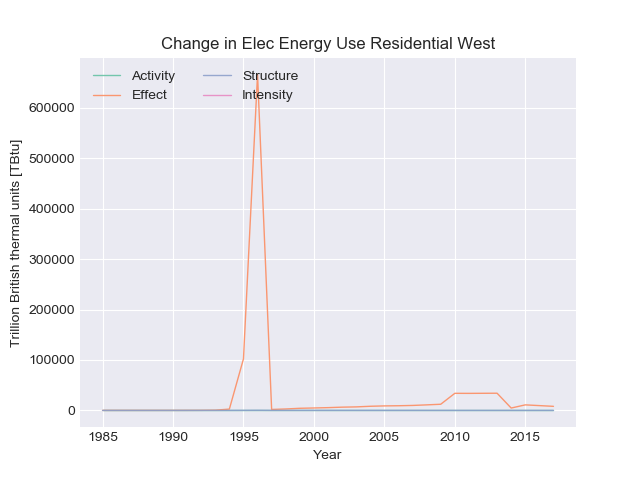 Change in Elec Energy Use Residential West
Activity
Effect
Structure
Intensity
Trillion British thermal units [TBtu]
600000
500000
400000
300000
200000
100000
0
1985 1990 1995 2000 2005 2010 2015
Year